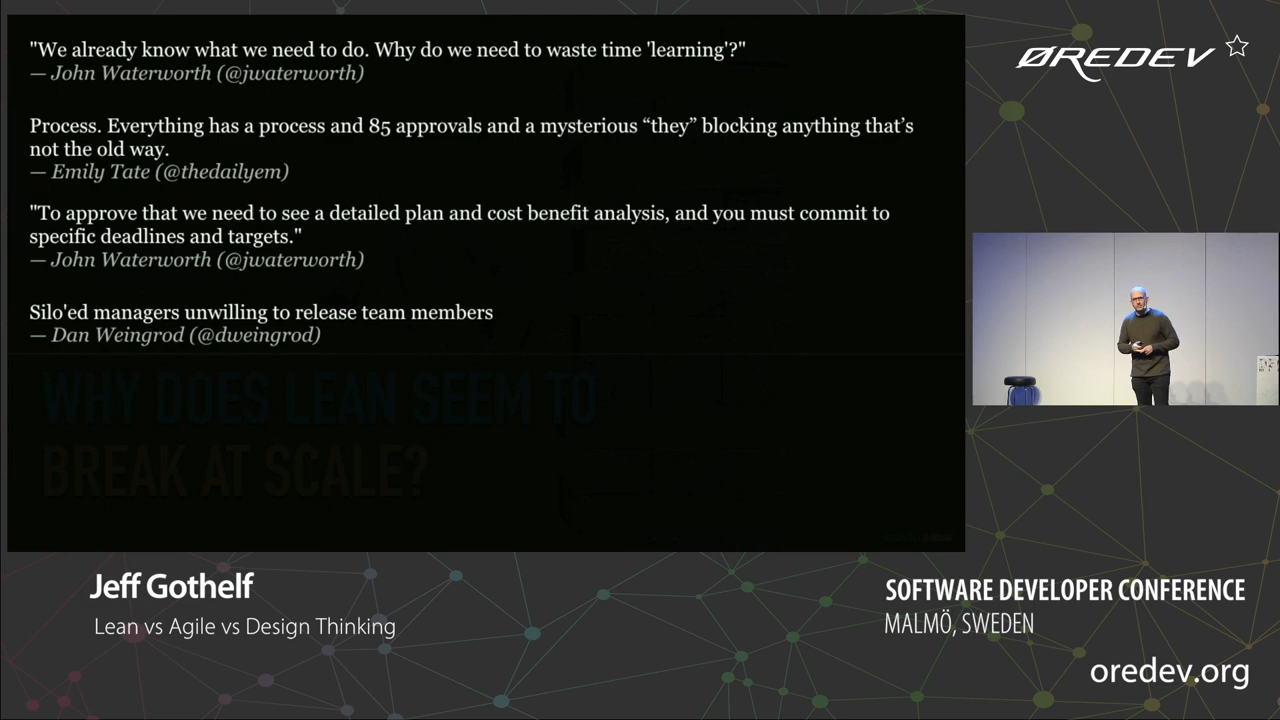 "We already know what we need to do. Why do we need to waste time 'learning'?"
— John Waterworth (@jwaterworth)
Process. Everything has a process and 85 approvals and a mysterious “they” blocking anything that’s
not the old way.
— Emily Tate (@thedailyem)
"To approve that we need to see a detailed plan and cost benefit analysis, and you must commit to
specific deadlines and targets."
— John Waterworth (@jwaterworth)
Silo'ed managers unwilling to release team members
— Dan Weingrod (@dweingrod)
WHY DOES LEAN SEEM TO
BREAK AT SCALE?
ØREDEV
Jeff Gothelf
Lean vs Agile vs Design Thinking
SOFTWARE DEVELOPER CONFERENCE
MALMÖ, SWEDEN
oredev.org